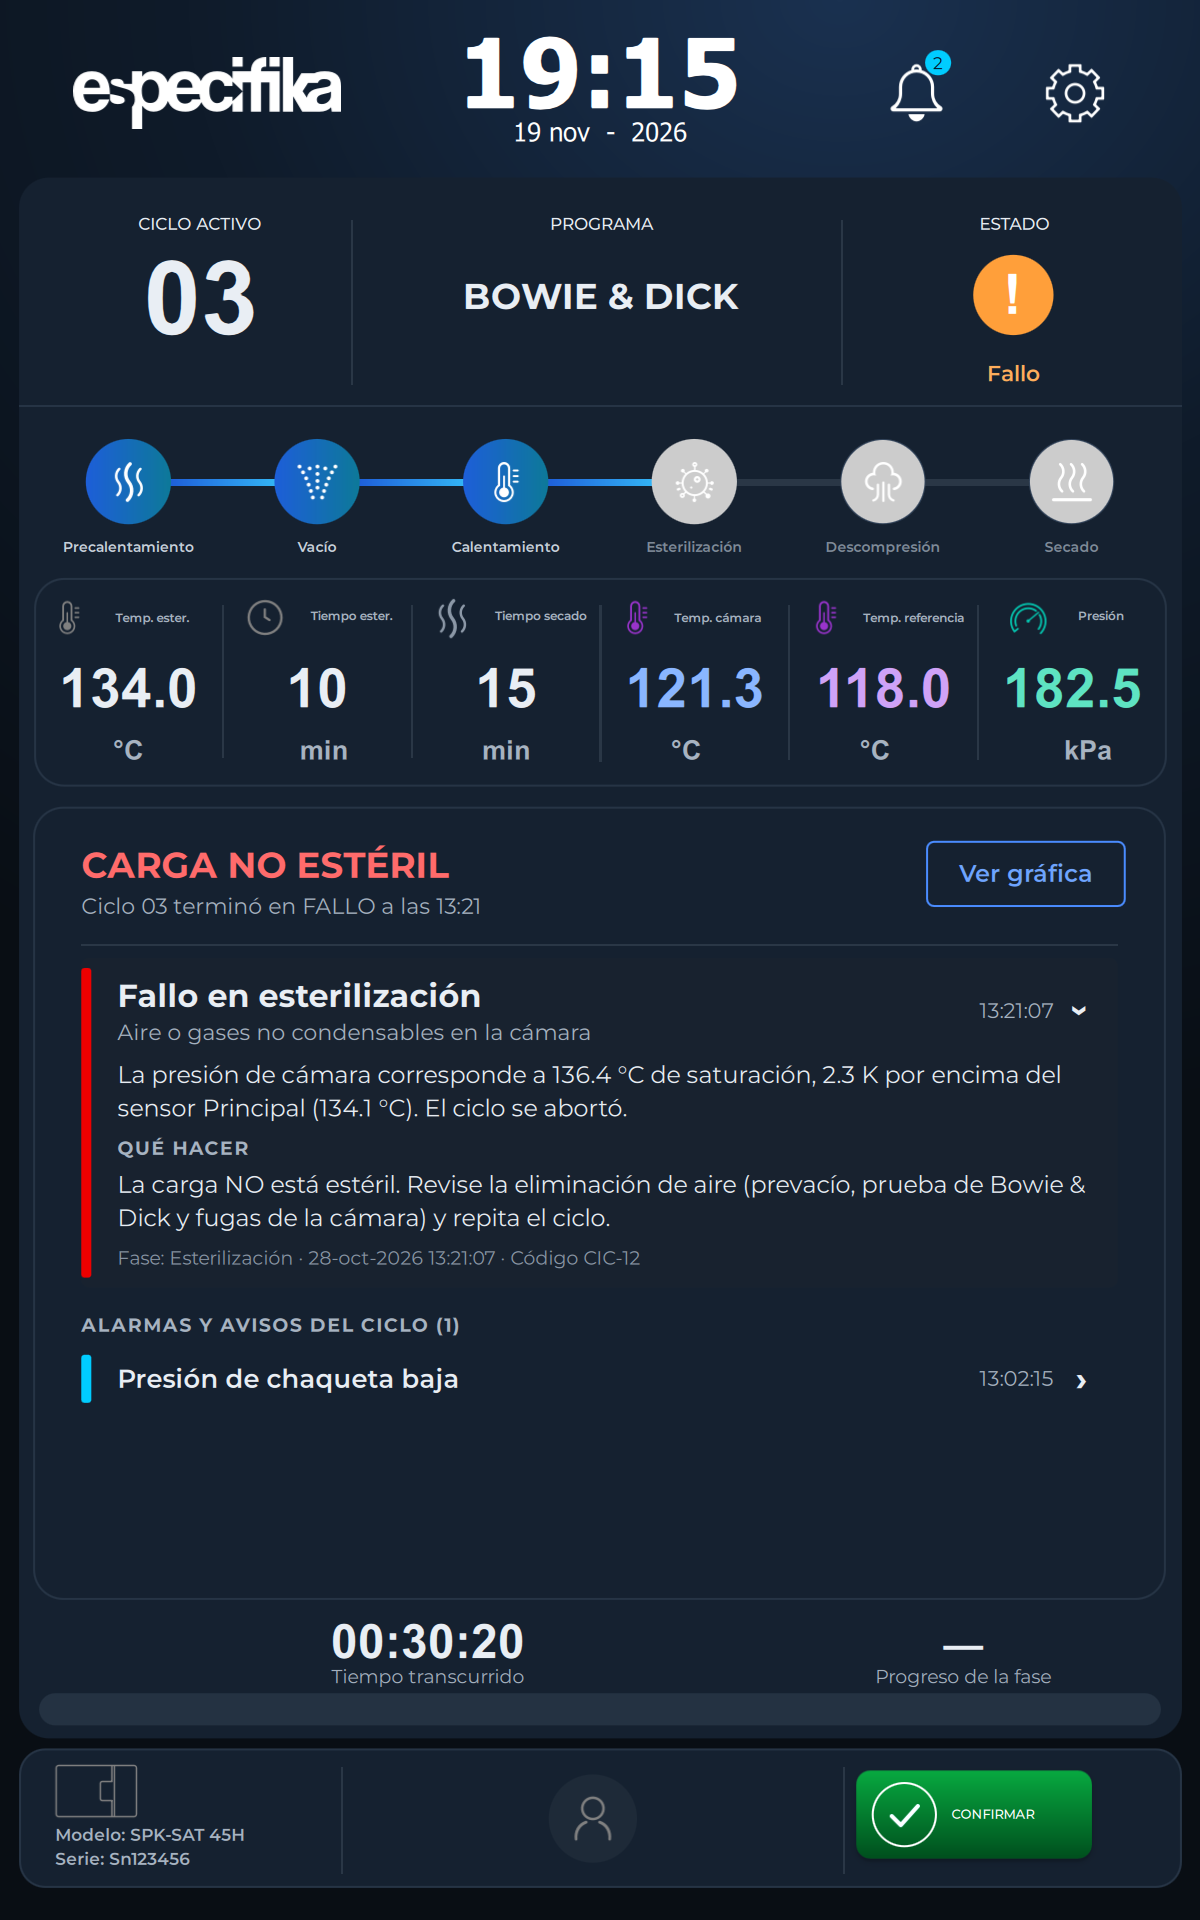 especifika
19:15
19 nov - 2026
2
CICLO ACTIVO
03
PROGRAMA
BOWIE & DICK
ESTADO
!
Fallo
Precalentamiento
Vacío
Calentamiento
Esterilización
Descompresión
Secado
Temp. ester.
134.0
°C
Tiempo ester.
10
min
Tiempo secado
15
min
Temp. cámara
121.3
°C
Temp. referencia
118.0
°C
Presión
182.5
kPa
CARGA NO ESTÉRIL
Ciclo 03 terminó en FALLO a las 13:21
Ver gráfica
Fallo en esterilización
Aire o gases no condensables en la cámara
13:21:07
La presión de cámara corresponde a 136.4 °C de saturación, 2.3 K por encima del
sensor Principal (134.1 °C). El ciclo se abortó.
QUÉ HACER
La carga NO está estéril. Revise la eliminación de aire (prevacío, prueba de Bowie &
Dick y fugas de la cámara) y repita el ciclo.
Fase: Esterilización · 28-oct-2026 13:21:07 · Código CIC-12
ALARMAS Y AVISOS DEL CICLO (1)
Presión de chaqueta baja
13:02:15
00:30:20
Tiempo transcurrido
—
Progreso de la fase
Modelo: SPK-SAT 45H
Serie: Sn123456
CONFIRMAR